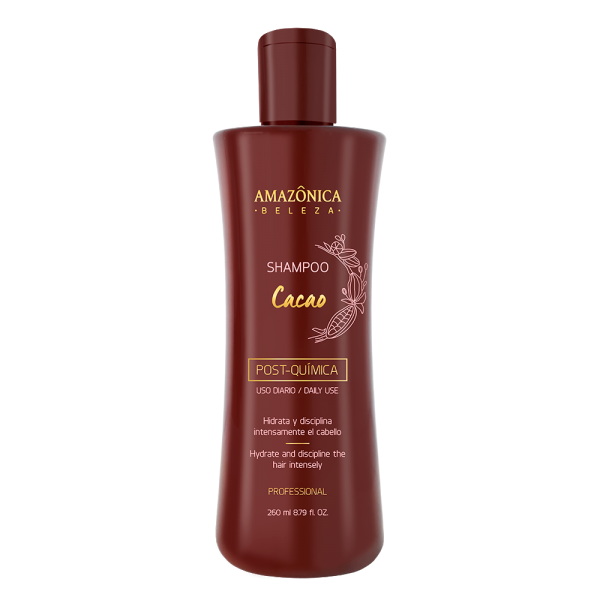 AMAZÔNICA
·BELEZA·
SHAMPOO
Cacao
POST-QUÍMICA
USO DIARIO / DAILY USE
Hidrata y disciplina
intensamente el cabello
Hydrate and discipline the
hair intensely
PROFESSIONAL
260 ml 8.79 fl. OZ.